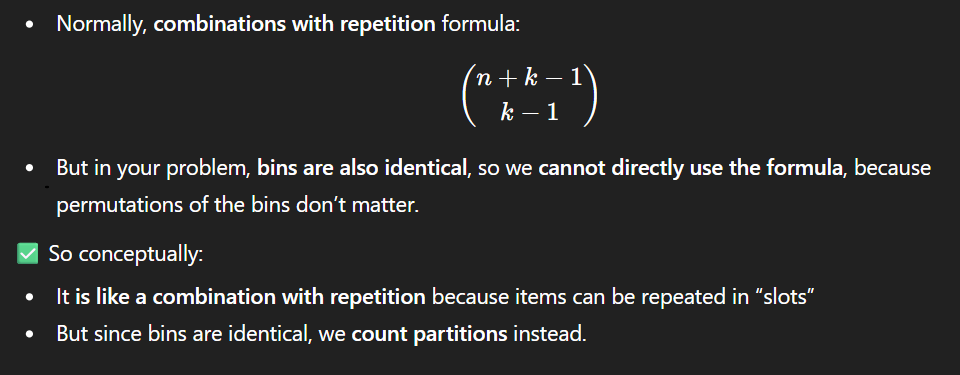 • Normally, combinations with repetition formula:
(n + k − 1
k − 1)
• But in your problem, bins are also identical, so we cannot directly use the formula, because
permutations of the bins don’t matter.
✅ So conceptually:
• It is like a combination with repetition because items can be repeated in “slots”
• But since bins are identical, we count partitions instead.